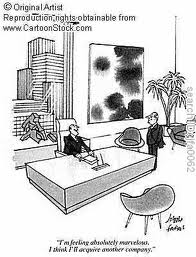 © Original Artist
Reproduction rights obtainable from
www.CartoonStock.com
"I'm feeling absolutely marvelous.
I think I'll acquire another company."